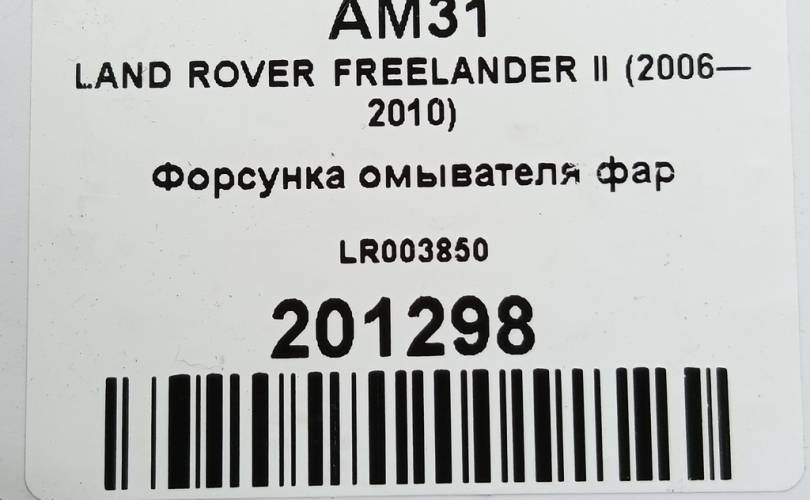 AM31
LAND ROVER FREELANDER II (2006—
2010)
Форсунка омывателя фар
LR003850
201298